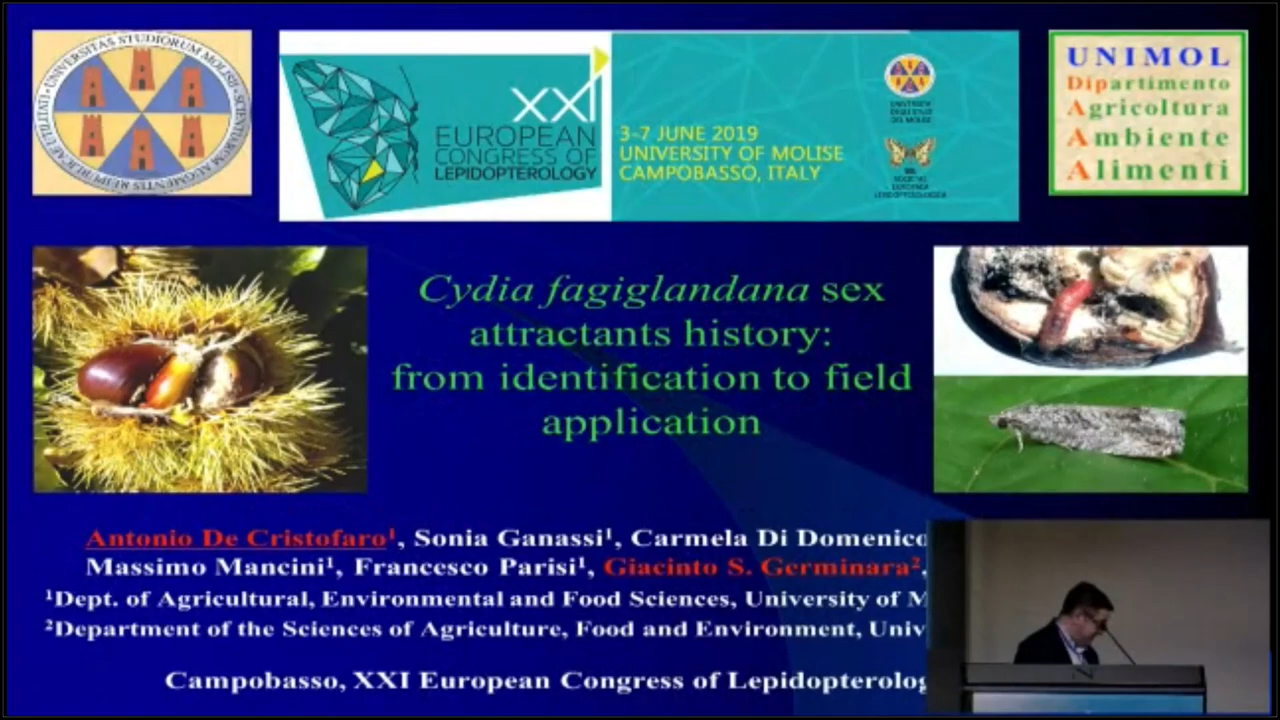 UNIVERSITAS STUDIORUM MOLISII
XXI
EUROPEAN
CONGRESS OF
LEPIDOPTEROLOGY
3-7 JUNE 2019
UNIVERSITY OF MOLISE
CAMPOBASSO, ITALY
UNIMOL
Dipartimento
Agricoltura
Ambiente
Alimenti
Cydia fagiglandana sex
attractants history:
from identification to field
application
Antonio De Cristofaro¹, Sonia Ganassi¹, Carmela Di Domenico
Massimo Mancini¹, Francesco Parisi¹, Giacinto S. Germinara².
¹Dept. of Agricultural, Environmental and Food Sciences, University of M
²Department of the Sciences of Agriculture, Food and Environment, Univ
Campobasso, XXI European Congress of Lepidopterolog